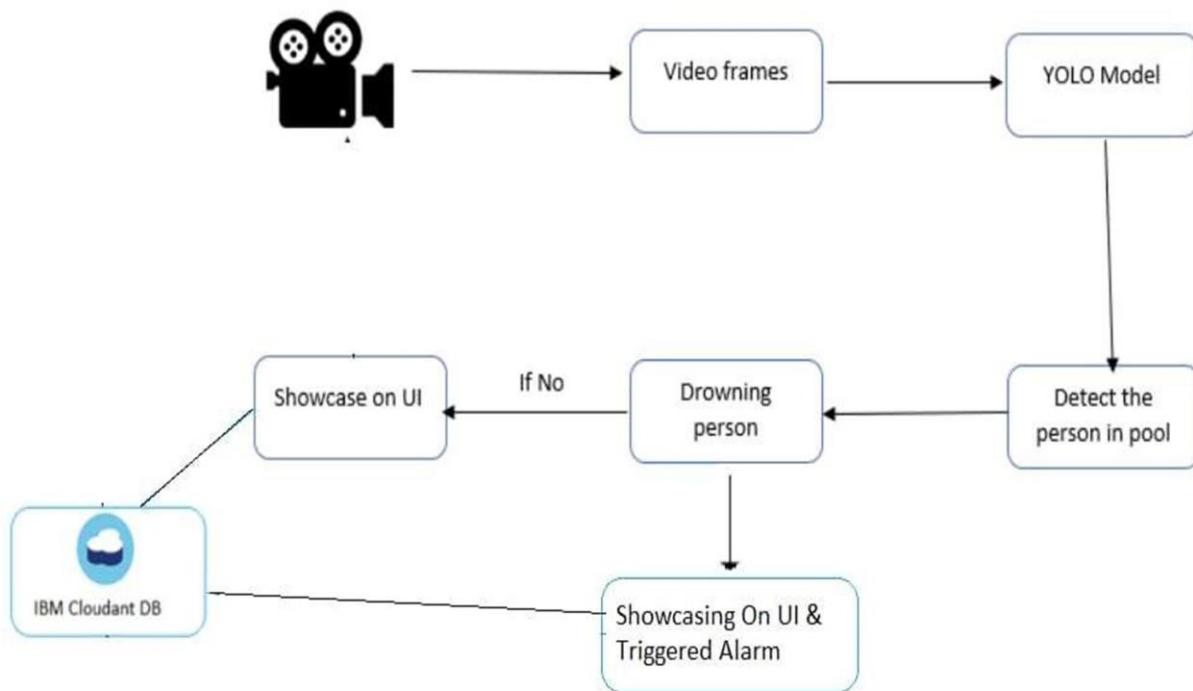 Video frames
YOLO Model
Showcase on UI
If No
Drowning
person
Detect the
person in pool
IBM Cloudant DB
Showcasing On UI &
Triggered Alarm